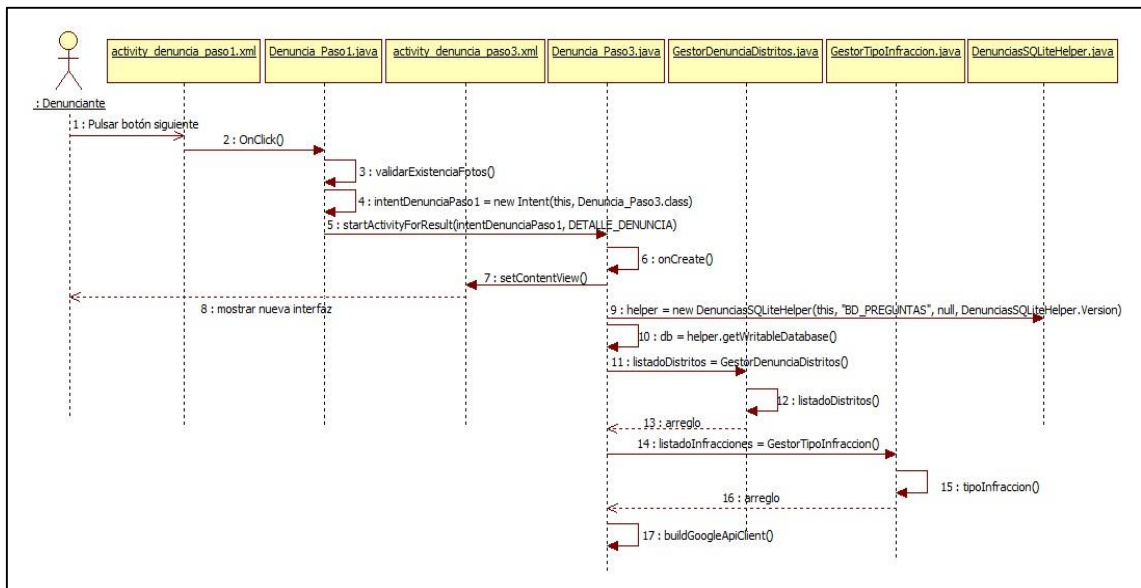 activity_denuncia_paso1.xml
Denuncia_Paso1.java
activity_denuncia_paso3.xml
Denuncia_Paso3.java
GestorDenunciaDistritos.java
GestorTipoInfraccion.java
DenunciasSQLiteHelper.java
: Denunciante
1 : Pulsar botón siguiente
2 : OnClick()
3 : validarExistenciaFotos()
4 : intentDenunciaPaso1 = new Intent(this, Denuncia_Paso3.class)
5 : startActivityForResult(intentDenunciaPaso1, DETALLE_DENUNCIA)
6 : onCreate()
7 : setContentView()
8 : mostrar nueva interfaz
9 : helper = new DenunciasSQLiteHelper(this, "BD_PREGUNTAS", null, DenunciasSQLiteHelper.Version)
10 : db = helper.getWritableDatabase()
11 : listadoDistritos = GestorDenunciaDistritos()
12 : listadoDistritos()
13 : arreglo
14 : listadoInfracciones = GestorTipoInfraccion()
15 : tipoInfraccion()
16 : arreglo
17 : buildGoogleApiClient()